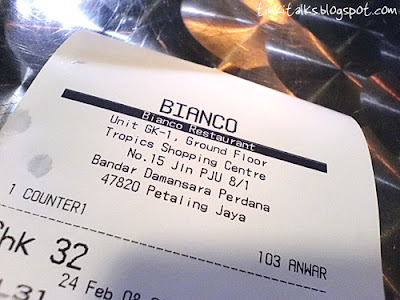 tinkitalks.blogspot.com
BIANCO
Bianco Restaurant
Unit GK-1, Ground Floor
Tropics Shopping Centre
No.15 Jln PJU 8/1
Bandar Damansara Perdana
47820 Petaling Jaya
1 COUNTER1
103 ANWAR
Chk 32
24 Feb 08